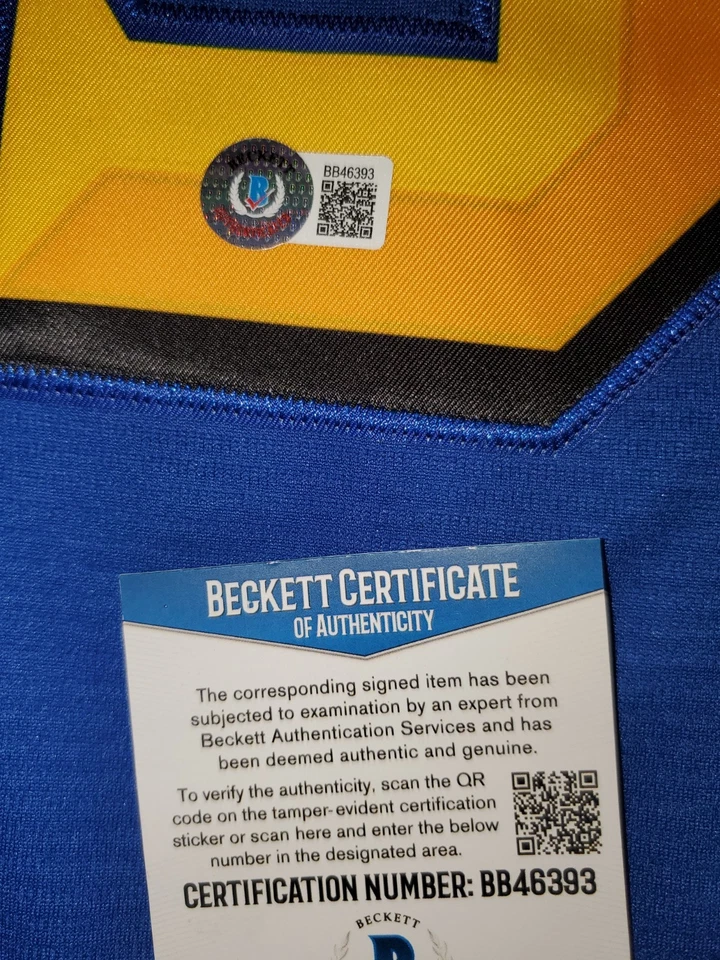 BECKETT
BB46393
BECKETT CERTIFICATE
OF AUTHENTICITY
The corresponding signed item has been
subjected to examination by an expert from
Beckett Authentication Services and has
been deemed authentic and genuine.
To verify the authenticity, scan the QR
code on the tamper-evident certification
sticker or scan here and enter the below
number in the designated area.
CERTIFICATION NUMBER: BB46393
BECKETT
B